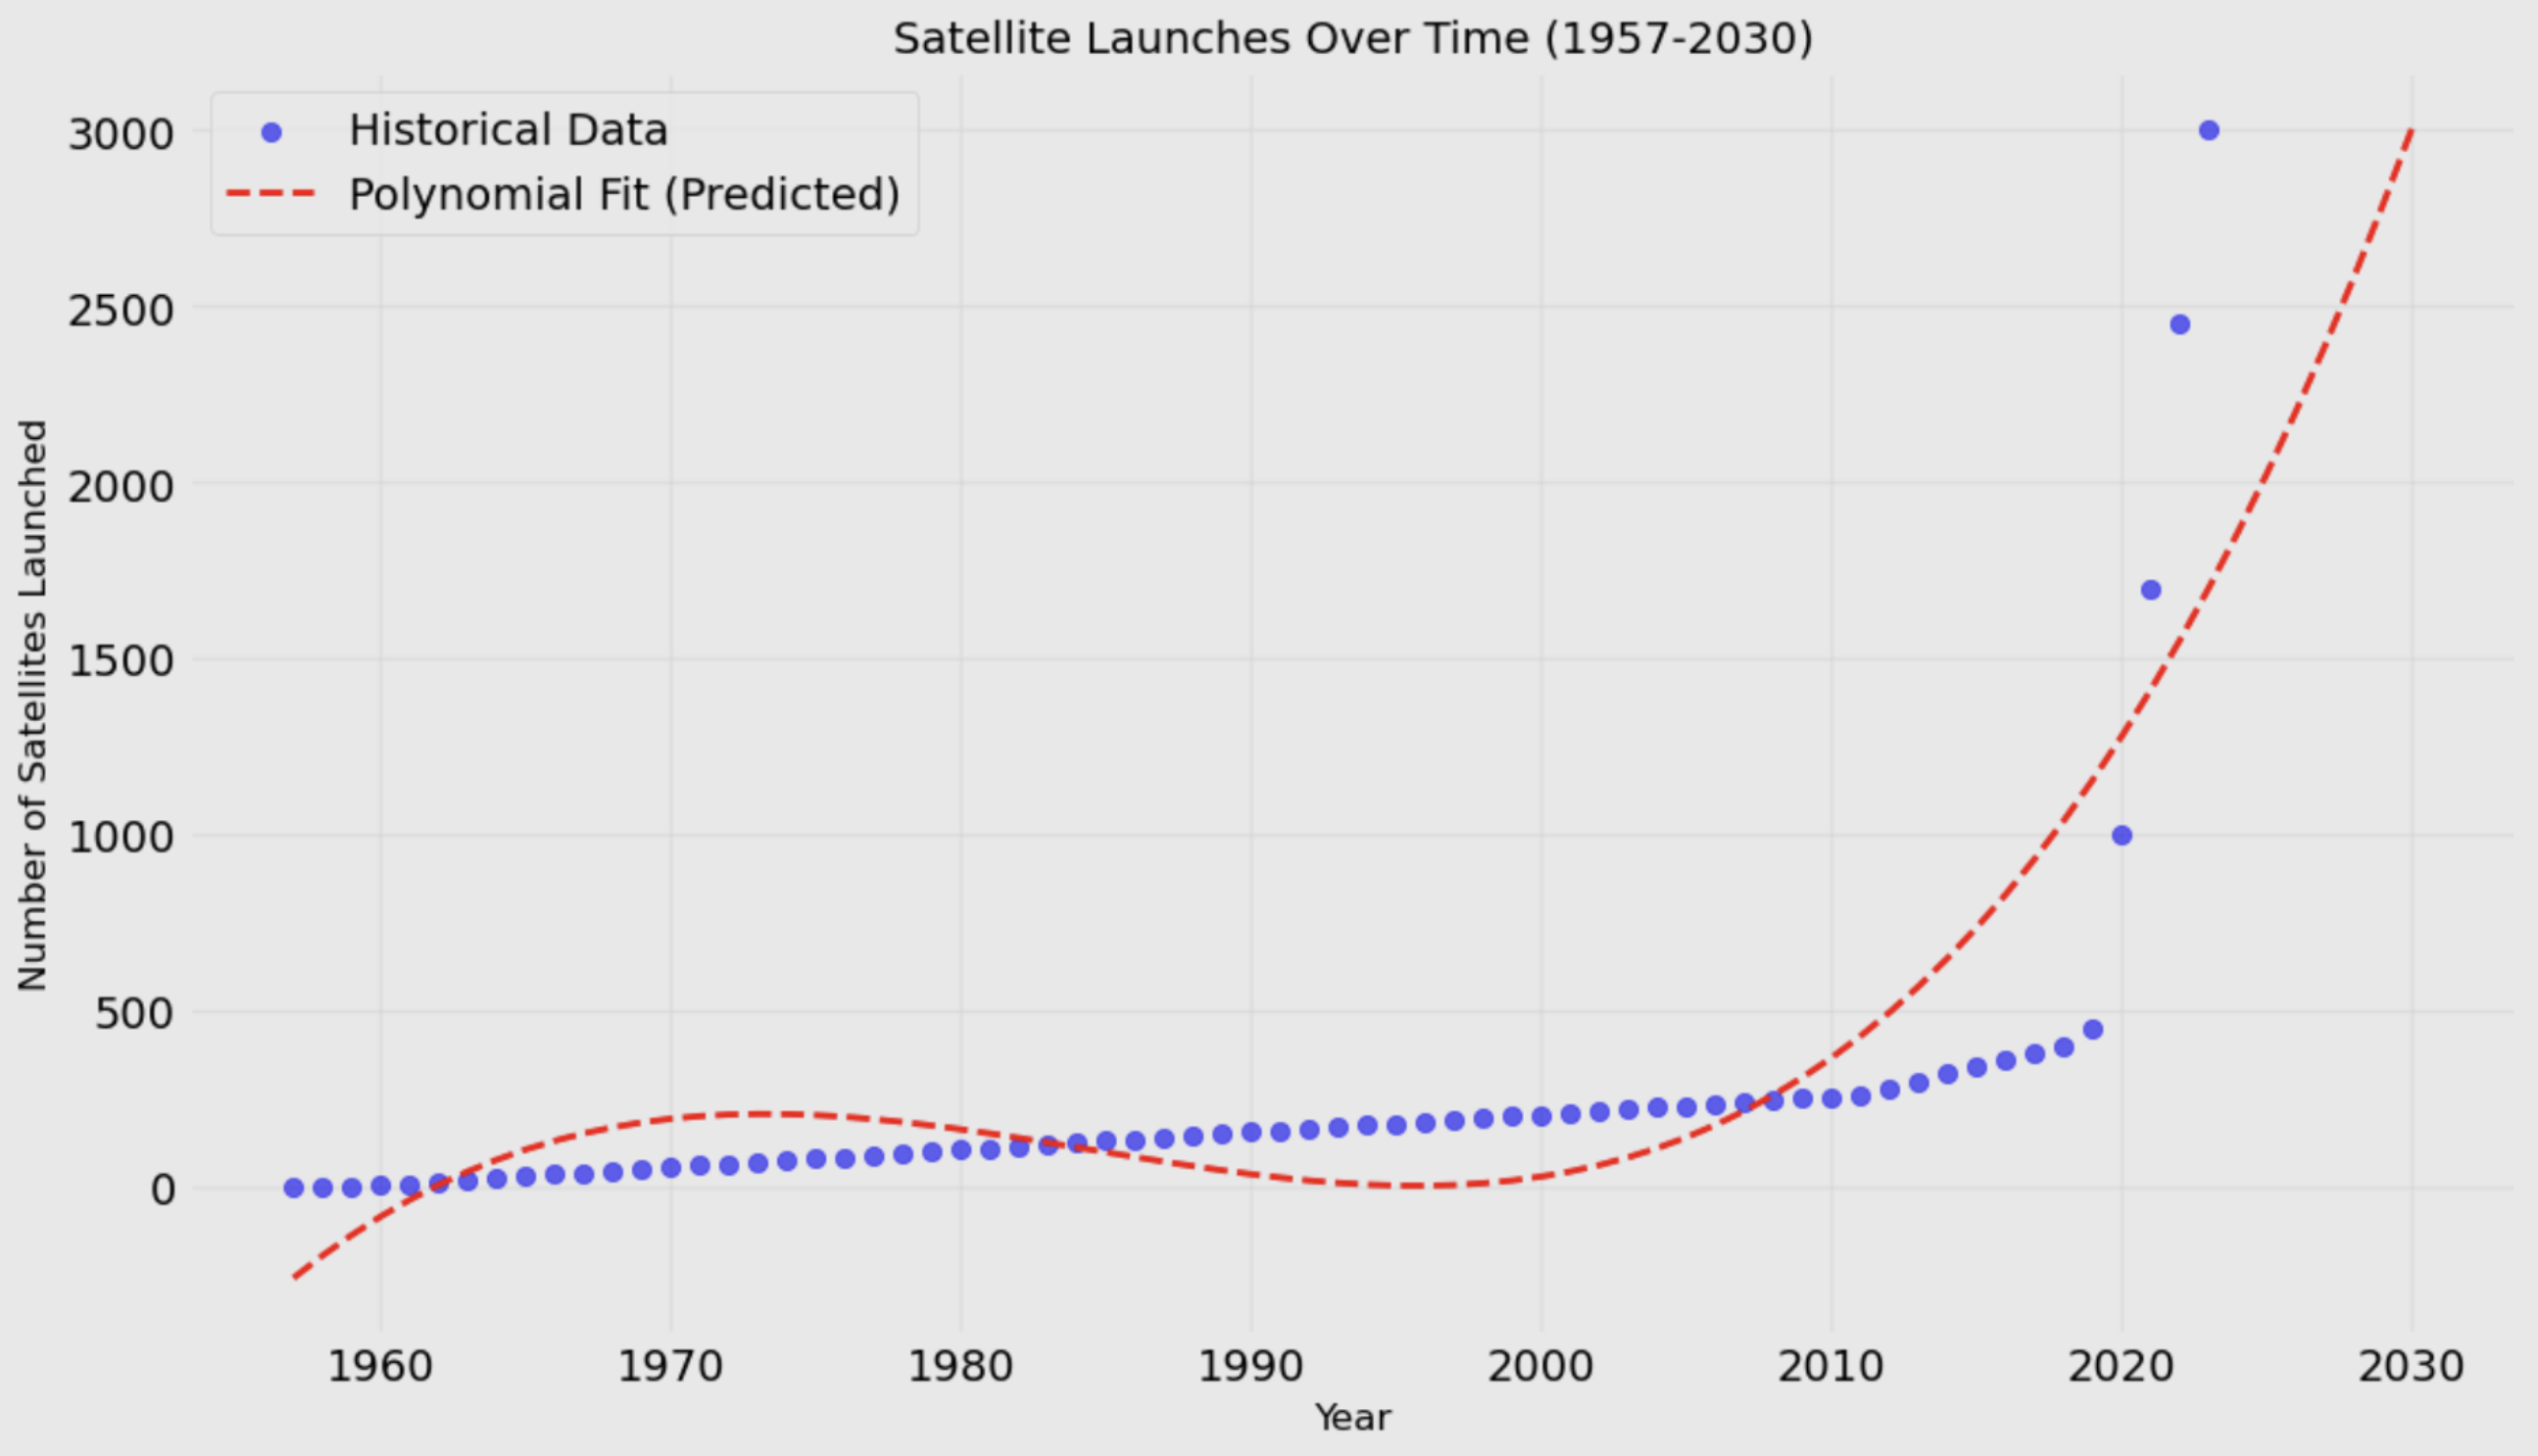 Satellite Launches Over Time (1957-2030)
Historical Data
Polynomial Fit (Predicted)
3000
2500
2000
1500
1000
500
0
Number of Satellites Launched
1960 1970 1980 1990 2000 2010 2020 2030
Year